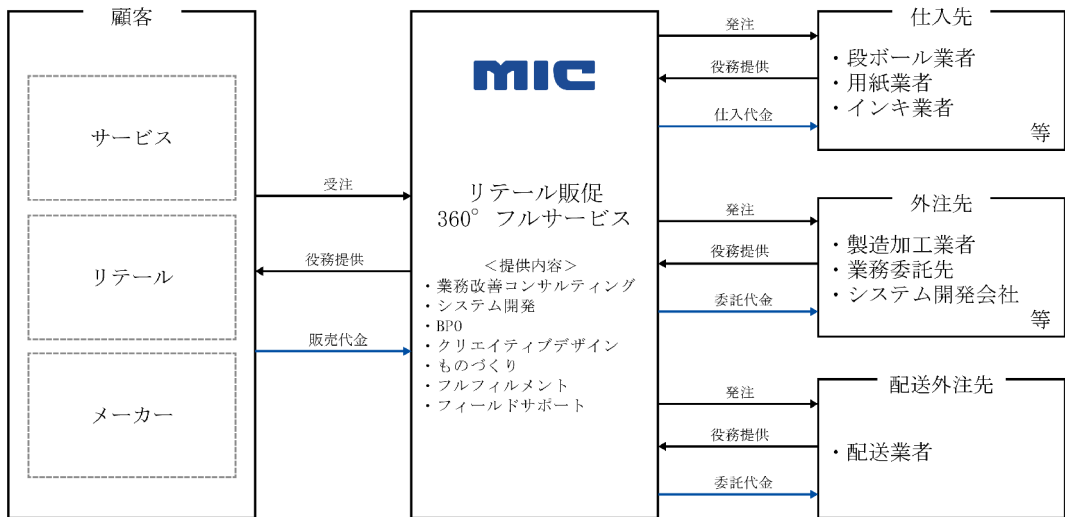 顧客
サービス
リテール
メーカー
受注
役務提供
販売代金
MIC
リテール販促
360°フルサービス
＜提供内容＞
・業務改善コンサルティング
・システム開発
・BPO
・クリエイティブデザイン
・ものづくり
・フルフィルメント
・フィールドサポート
発注
役務提供
仕入代金
仕入先
・段ボール業者
・用紙業者
・インキ業者
等
発注
役務提供
委託代金
外注先
・製造加工業者
・業務委託先
・システム開発会社
等
発注
役務提供
委託代金
配送外注先
・配送業者